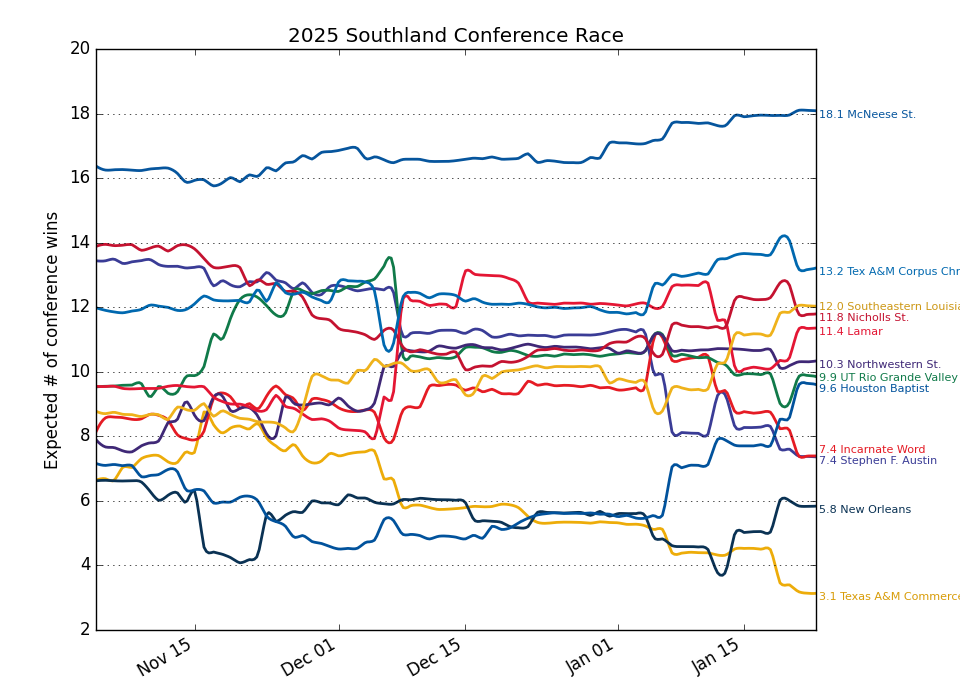 2025 Southland Conference Race
Expected # of conference wins
20
18
16
14
12
10
8
6
4
2
Nov 15
Dec 01
Dec 15
Jan 01
Jan 15
18.1 McNeese St.
13.2 Tex A&M Corpus Chr
12.0 Southeastern Louisia
11.8 Nicholls St.
11.4 Lamar
10.3 Northwestern St.
9.9 UT Rio Grande Valley
9.6 Houston Baptist
7.4 Incarnate Word
7.4 Stephen F. Austin
5.8 New Orleans
3.1 Texas A&M Commerce